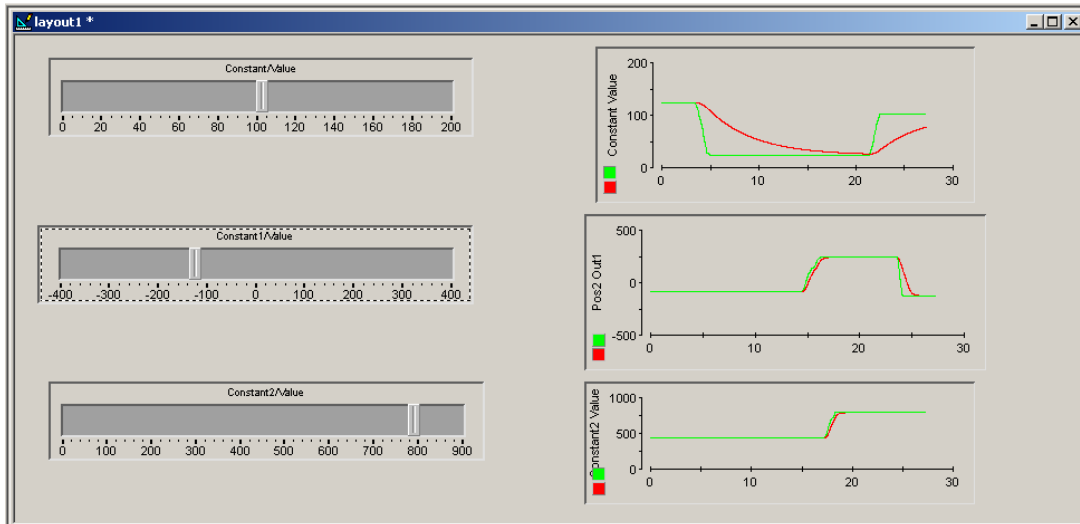 layout1 *
Constant/Value
0 20 40 60 80 100 120 140 160 180 200
Constant Value
200
100
0
0 10 20 30
Constant1/Value
-400 -300 -200 -100 0 100 200 300 400
Pos2 Out1
500
0
-500
0 10 20 30
Constant2/Value
0 100 200 300 400 500 600 700 800 900
Constant2 Value
1000
500
0
0 10 20 30